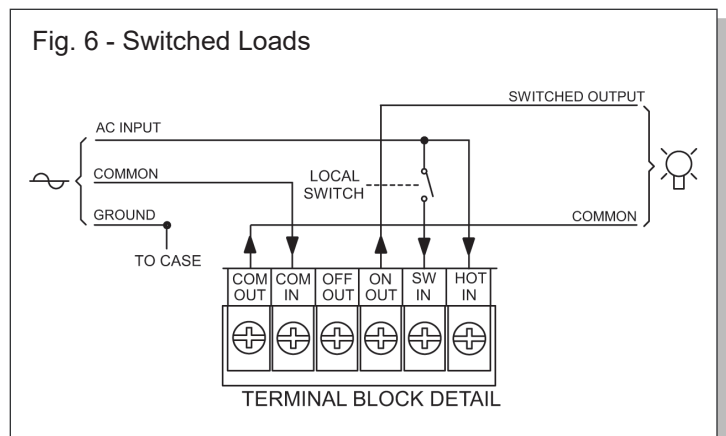 Fig. 6 - Switched Loads
SWITCHED OUTPUT
AC INPUT
COMMON
LOCAL
SWITCH
GROUND
COMMON
TO CASE
COM
OUT
COM
IN
OFF
OUT
ON
OUT
SW
IN
HOT
IN
TERMINAL BLOCK DETAIL